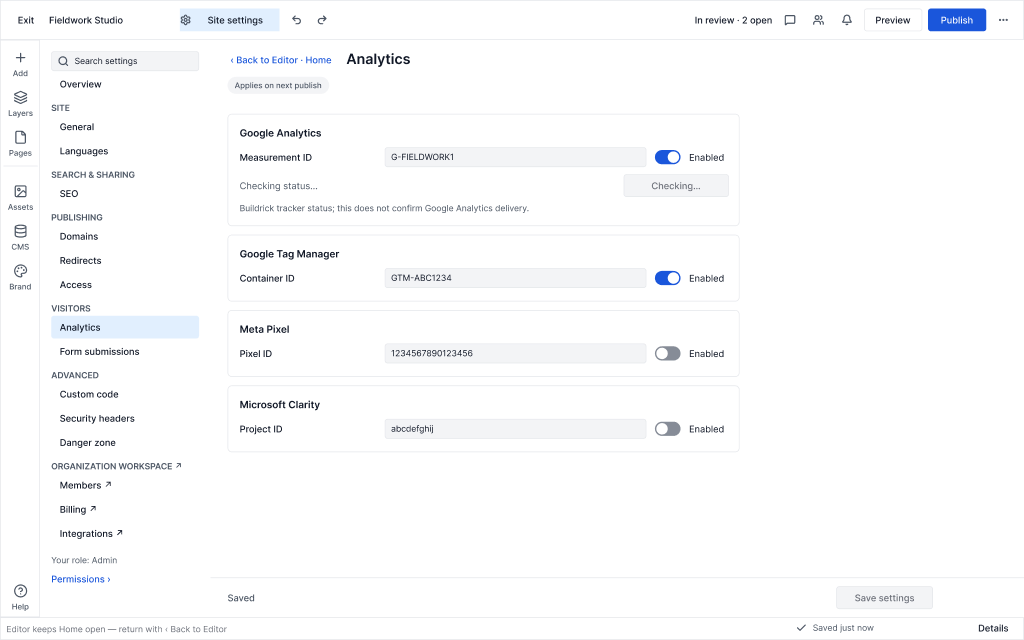 Exit
Fieldwork Studio
Site settings
In review · 2 open
Preview
Publish
Add
Layers
Pages
Assets
CMS
Brand
Help
Search settings
Overview
SITE
General
Languages
SEARCH & SHARING
SEO
PUBLISHING
Domains
Redirects
Access
VISITORS
Analytics
Form submissions
ADVANCED
Custom code
Security headers
Danger zone
ORGANIZATION WORKSPACE ↗
Members ↗
Billing ↗
Integrations ↗
Your role: Admin
Permissions ›
‹ Back to Editor · Home
Analytics
Applies on next publish
Google Analytics
Measurement ID
G-FIELDWORK1
Enabled
Checking status...
Checking...
Buildrick tracker status; this does not confirm Google Analytics delivery.
Google Tag Manager
Container ID
GTM-ABC1234
Enabled
Meta Pixel
Pixel ID
1234567890123456
Enabled
Microsoft Clarity
Project ID
abcdefghij
Enabled
Saved
Save settings
Editor keeps Home open — return with ‹ Back to Editor
Saved just now
Details